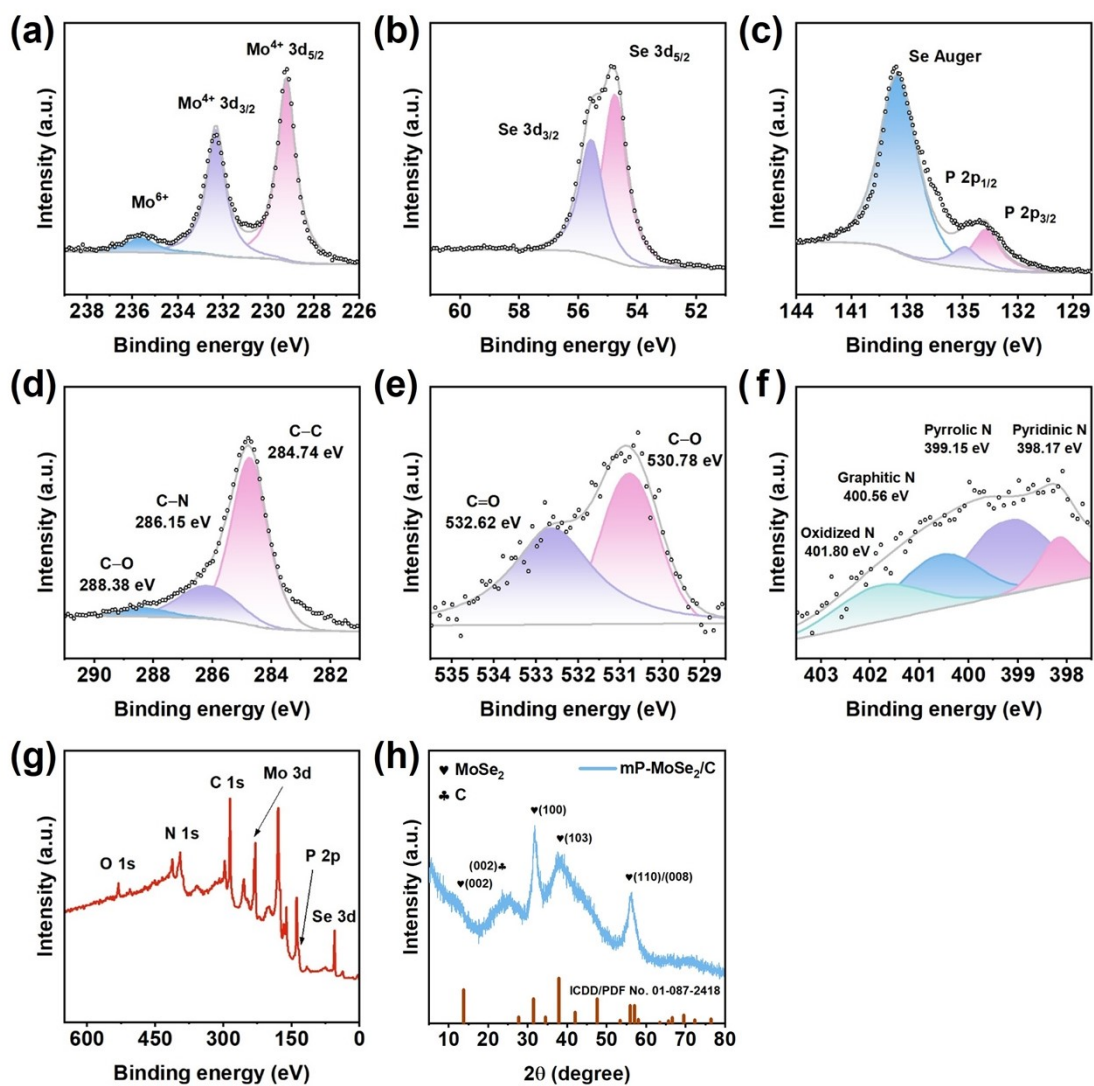 (a)
Mo⁴⁺ 3d₅/₂
Mo⁴⁺ 3d₃/₂
Mo⁶⁺
Intensity (a.u.)
238 236 234 232 230 228 226
Binding energy (eV)
(b)
Se 3d₅/₂
Se 3d₃/₂
Intensity (a.u.)
60 58 56 54 52
Binding energy (eV)
(c)
Se Auger
P 2p₁/₂
P 2p₃/₂
Intensity (a.u.)
144 141 138 135 132 129
Binding energy (eV)
(d)
C–C
284.74 eV
C–N
286.15 eV
C–O
288.38 eV
Intensity (a.u.)
290 288 286 284 282
Binding energy (eV)
(e)
C–O
530.78 eV
C=O
532.62 eV
Intensity (a.u.)
535 534 533 532 531 530 529
Binding energy (eV)
(f)
Pyrrolic N
399.15 eV
Pyridinic N
398.17 eV
Graphitic N
400.56 eV
Oxidized N
401.80 eV
Intensity (a.u.)
403 402 401 400 399 398
Binding energy (eV)
(g)
C 1s
Mo 3d
N 1s
O 1s
P 2p
Se 3d
Intensity (a.u.)
600 450 300 150 0
Binding energy (eV)
(h)
♥ MoSe₂
mP-MoSe₂/C
♣ C
♥(100)
♥(103)
(002)♣
♥(002)
♥(110)/(008)
ICDD/PDF No. 01-087-2418
Intensity (a.u.)
10 20 30 40 50 60 70 80
2θ (degree)